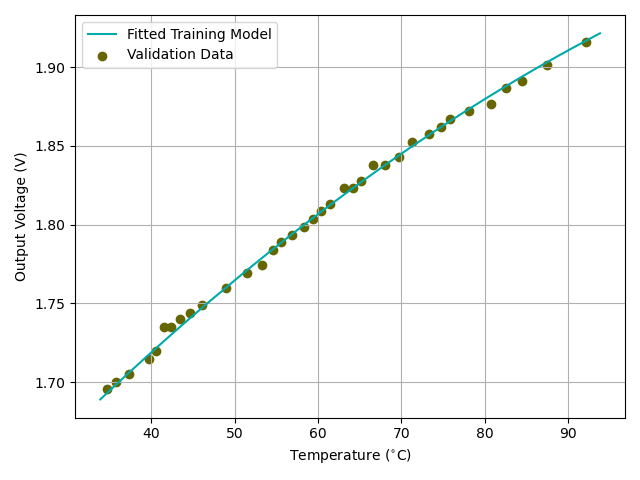 Fitted Training Model
Validation Data
Output Voltage (V)
1.90
1.85
1.80
1.75
1.70
40 50 60 70 80 90
Temperature (°C)